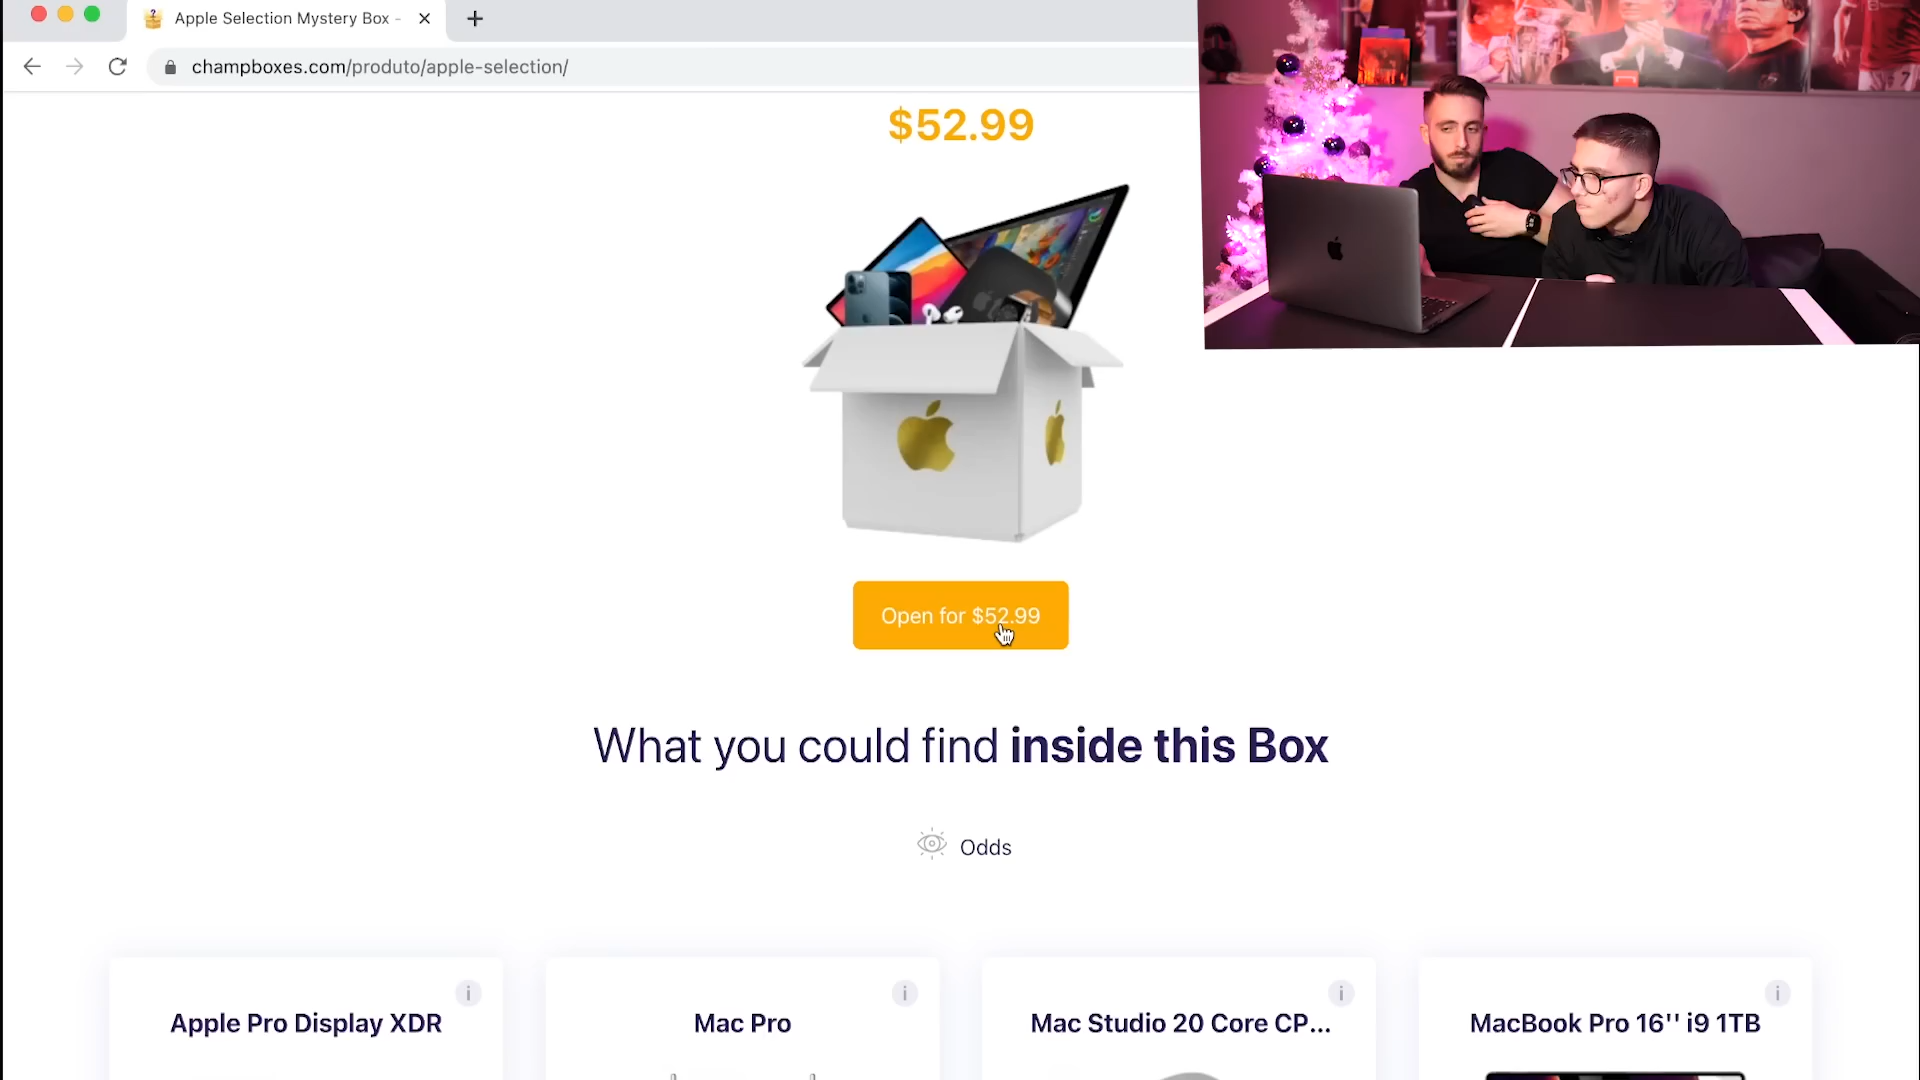 Apple Selection Mystery Box -
champboxes.com/produto/apple-selection/
$52.99
Open for $52.99
What you could find inside this Box
Odds
Apple Pro Display XDR
Mac Pro
Mac Studio 20 Core CP...
MacBook Pro 16'' i9 1TB